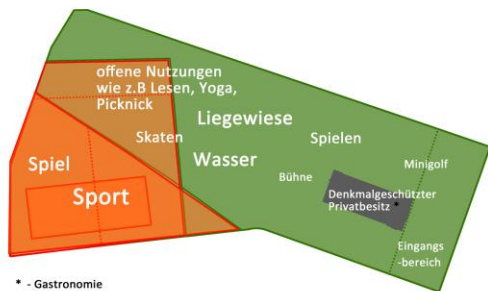 offene Nutzungen
wie z.B Lesen, Yoga,
Picknick
Liegewiese
Skaten
Spielen
Wasser
Minigolf
Spiel
Bühne
Sport
Denkmalgeschützter
Privatbesitz *
Eingangs
-bereich
* - Gastronomie